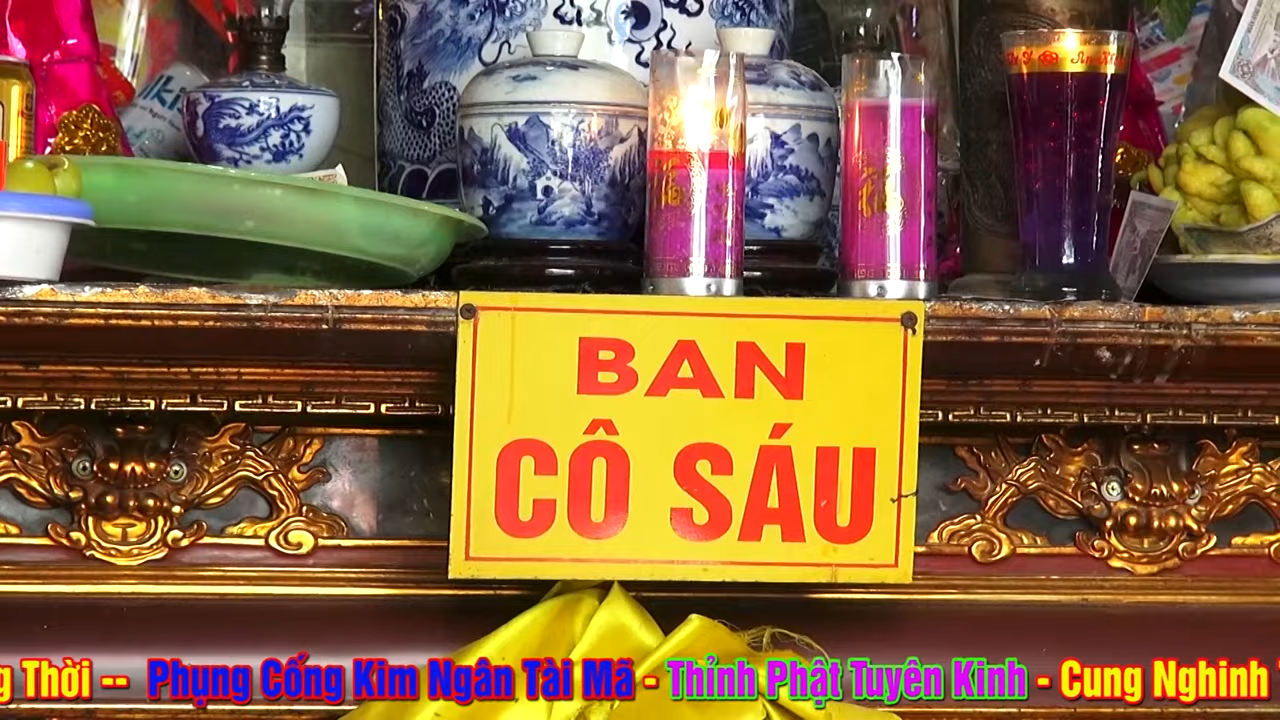 BAN
CÔ SÁU
g Thời -- Phụng Cống Kim Ngân Tài Mã - Thỉnh Phật Tuyên Kinh - Cung Nghinh